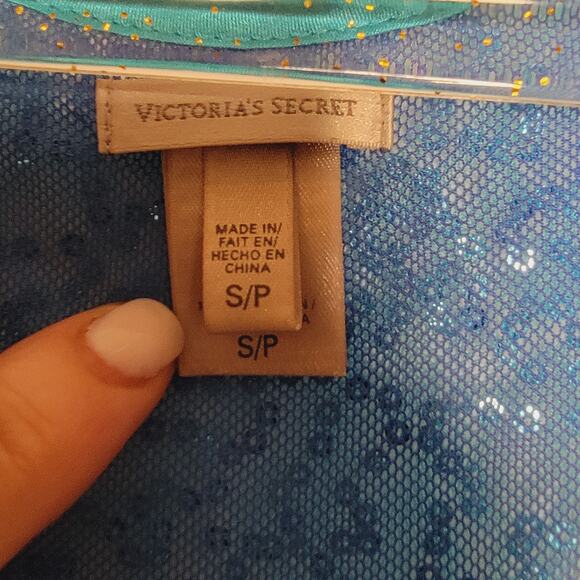 VICTORIA'S SECRET
MADE IN/
FAIT EN/
HECHO EN
CHINA
S/P
S/P